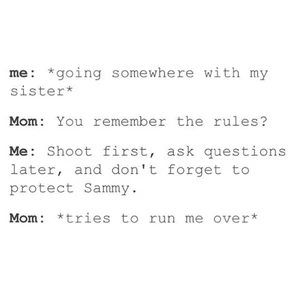 me: *going somewhere with my
sister*
Mom: You remember the rules?
Me: Shoot first, ask questions
later, and don't forget to
protect Sammy.
Mom: *tries to run me over*